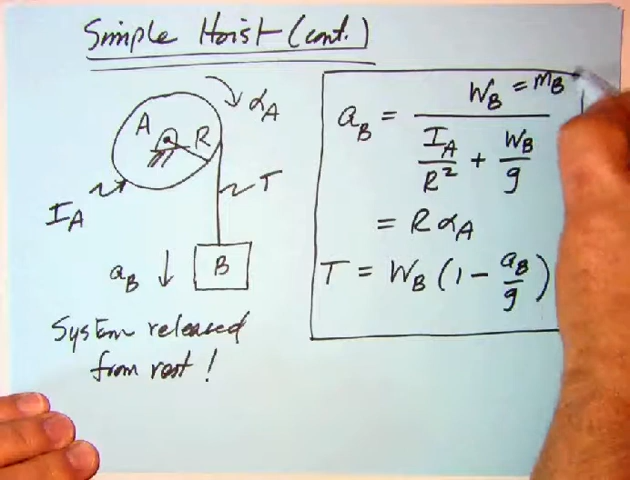 Simple Hoist (cont.)
α_A
A
R
T
I_A
a_B
B
System released
from rest !
a_B = W_B = m_B / (I_A/R² + W_B/g)
= R α_A
T = W_B (1 - a_B/g)